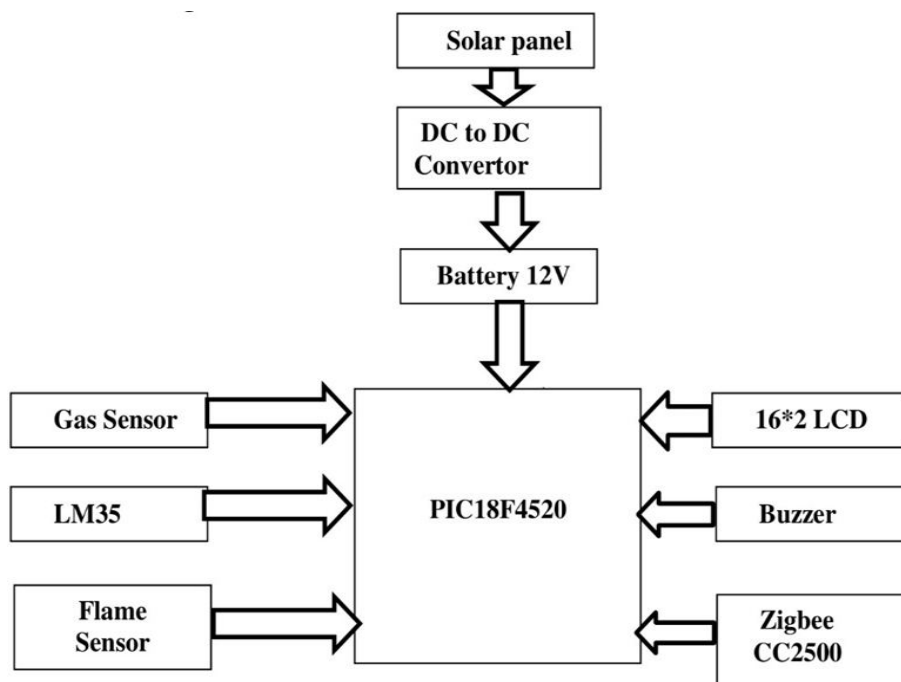 Solar panel
DC to DC
Convertor
Battery 12V
Gas Sensor
LM35
Flame
Sensor
PIC18F4520
16*2 LCD
Buzzer
Zigbee
CC2500